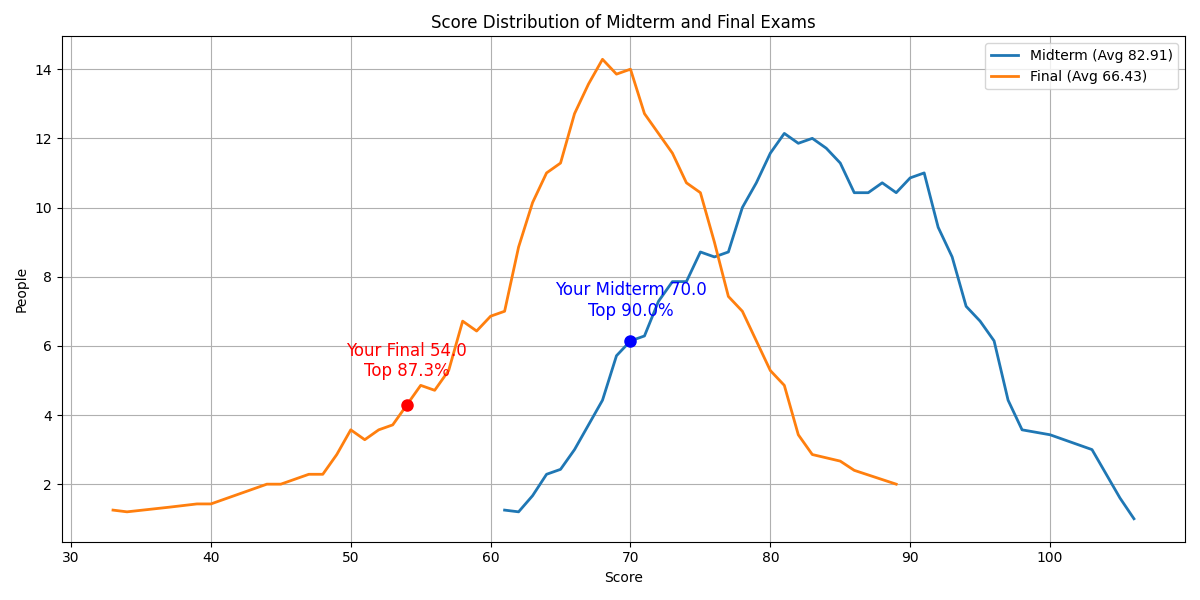 Score Distribution of Midterm and Final Exams
Midterm (Avg 82.91)
Final (Avg 66.43)
People
14
12
10
8
6
4
2
Your Midterm 70.0
Top 90.0%
Your Final 54.0
Top 87.3%
30 40 50 60 70 80 90 100
Score